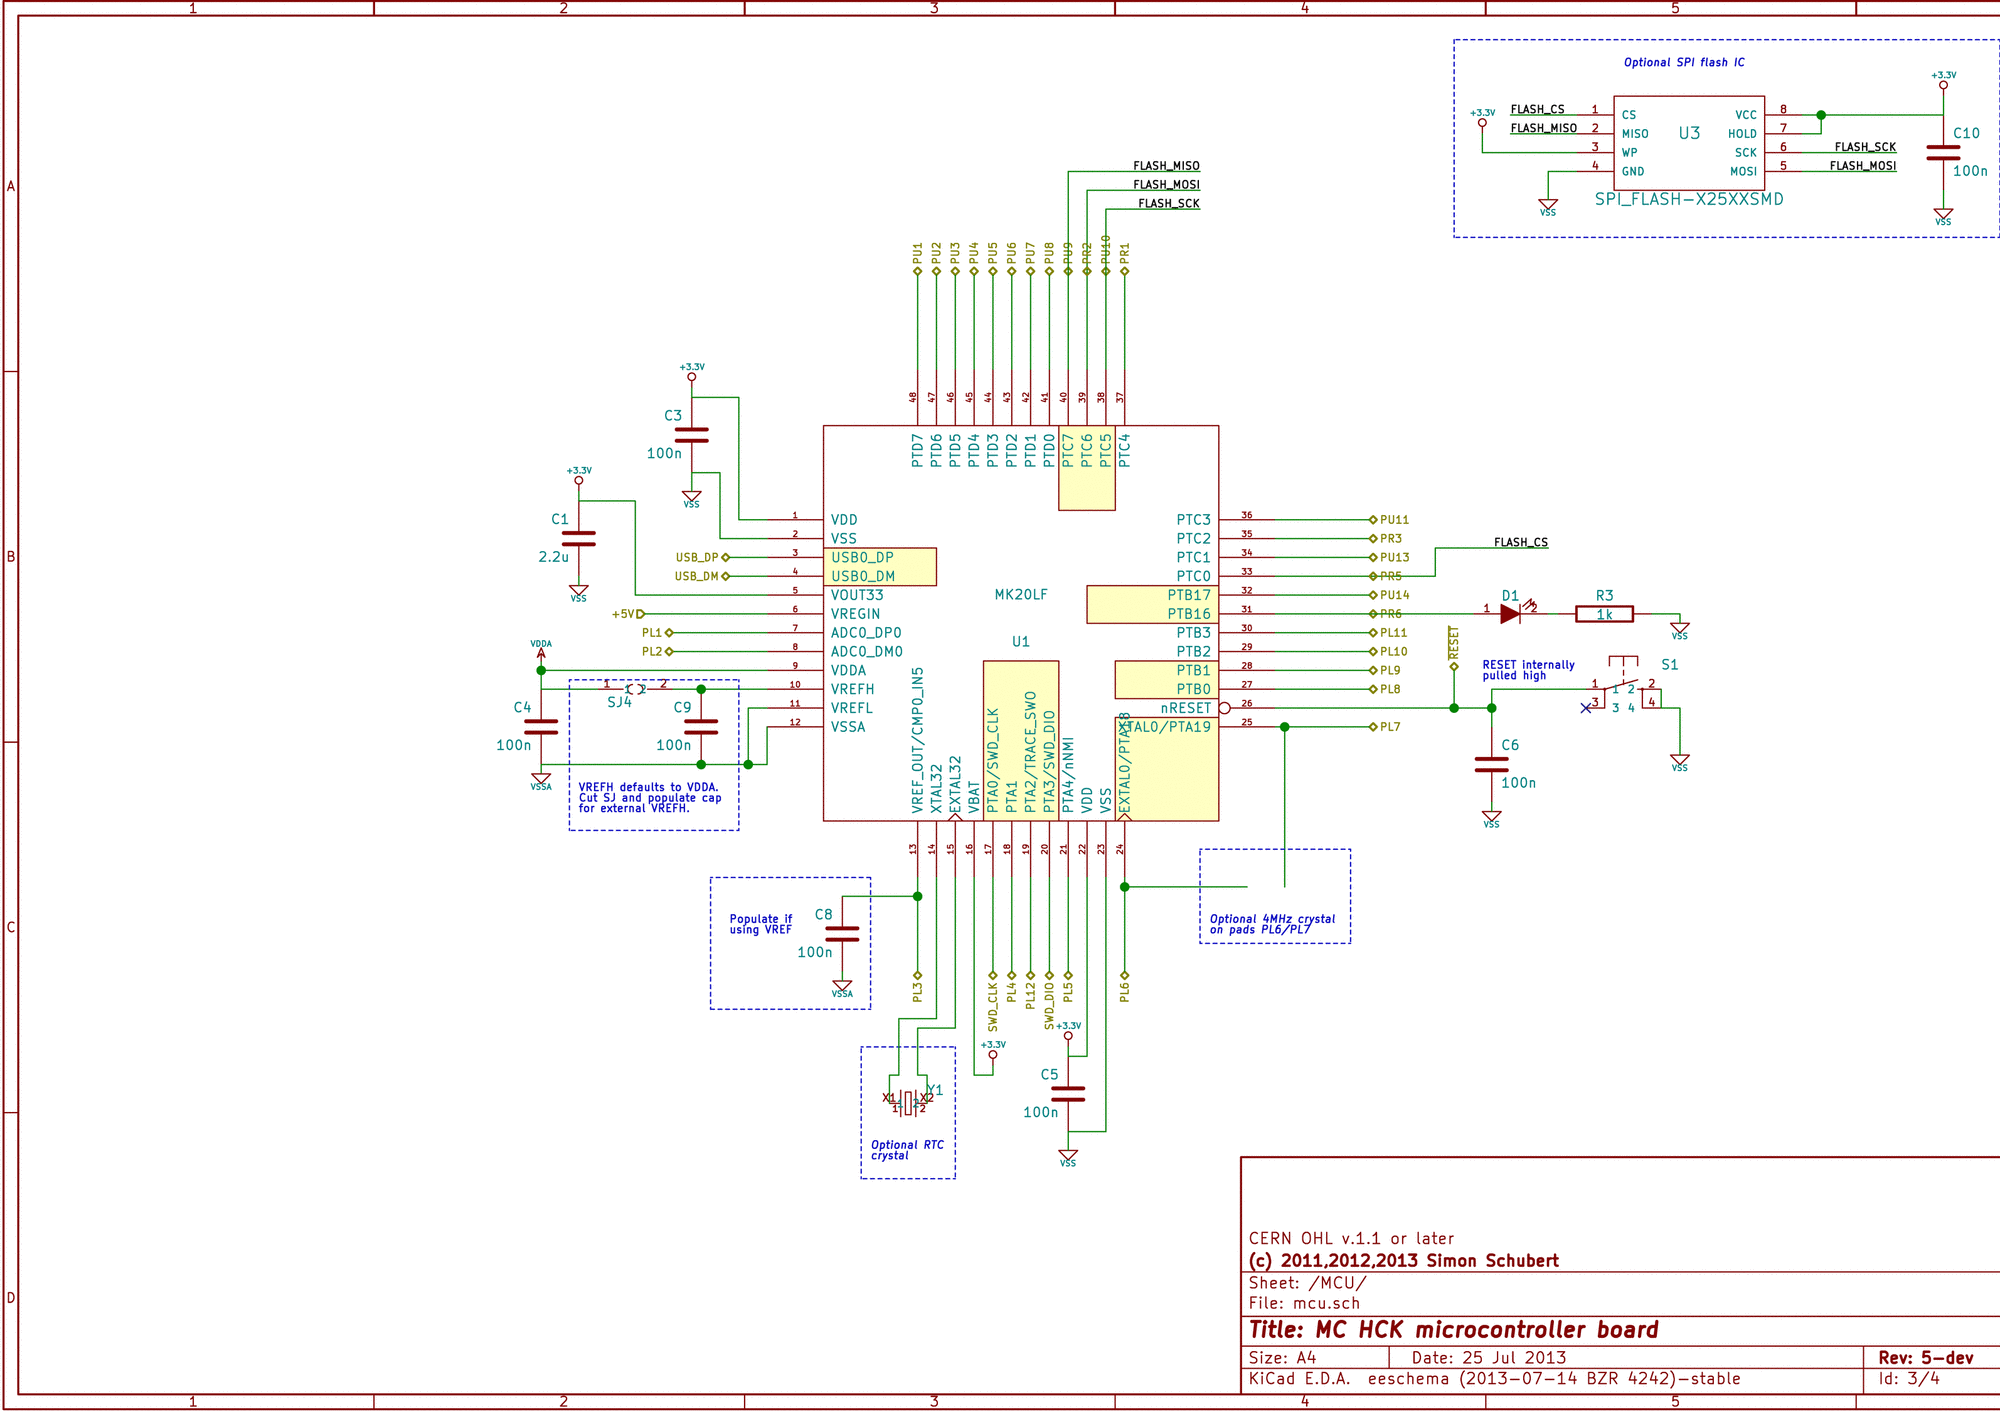 1 2 3 4 5
A
B
C
D
Optional SPI flash IC
+3.3V
+3.3V
FLASH_CS 1 CS VCC 8
FLASH_MISO 2 MISO U3 HOLD 7
3 WP SCK 6 FLASH_SCK
4 GND MOSI 5 FLASH_MOSI
SPI_FLASH-X25XXSMD
VSS
C10
100n
VSS
FLASH_MISO
FLASH_MOSI
FLASH_SCK
PU1 PU2 PU3 PU4 PU5 PU6 PU7 PU8 PU9 PR2 PU10 PR1
48 47 46 45 44 43 42 41 40 39 38 37
PTD7 PTD6 PTD5 PTD4 PTD3 PTD2 PTD1 PTD0 PTC7 PTC6 PTC5 PTC4
+3.3V
C3
100n
VSS
+3.3V
C1
2.2u
VSS
1 VDD
2 VSS
USB_DP 3 USB0_DP
USB_DM 4 USB0_DM
5 VOUT33
+5V 6 VREGIN
PL1 7 ADC0_DP0
PL2 8 ADC0_DM0
9 VDDA
10 VREFH
11 VREFL
12 VSSA
MK20LF
U1
PTC3 36 PU11
PTC2 35 PR3
PTC1 34 PU13
PTC0 33 PR5
PTB17 32 PU14
PTB16 31 PR6
PTB3 30 PL11
PTB2 29 PL10
PTB1 28 PL9
PTB0 27 PL8
nRESET 26
XTAL0/PTA19 25 PL7
FLASH_CS
D1
1 2
R3
1k
VSS
RESET
RESET internally
pulled high
S1
1 1 2 2
3 3 4 4
VSS
C6
100n
VSS
VDDA
C4
100n
VSSA
1 1 2 2
SJ4
C9
100n
VREFH defaults to VDDA.
Cut SJ and populate cap
for external VREFH.
VREF_OUT/CMP0_IN5 XTAL32 EXTAL32 VBAT PTA0/SWD_CLK PTA1 PTA2/TRACE_SWO PTA3/SWD_DIO PTA4/nNMI VDD VSS EXTAL0/PTA18
13 14 15 16 17 18 19 20 21 22 23 24
Populate if
using VREF
C8
100n
VSSA
PL3 SWD_CLK PL4 PL12 SWD_DIO PL5 PL6
Optional 4MHz crystal
on pads PL6/PL7
+3.3V
+3.3V
C5
100n
VSS
Y1
X1 X2
1 1 2 2
Optional RTC
crystal
CERN OHL v.1.1 or later
(c) 2011,2012,2013 Simon Schubert
Sheet: /MCU/
File: mcu.sch
Title: MC HCK microcontroller board
Size: A4 Date: 25 Jul 2013 Rev: 5-dev
KiCad E.D.A. eeschema (2013-07-14 BZR 4242)-stable Id: 3/4
1 2 3 4 5